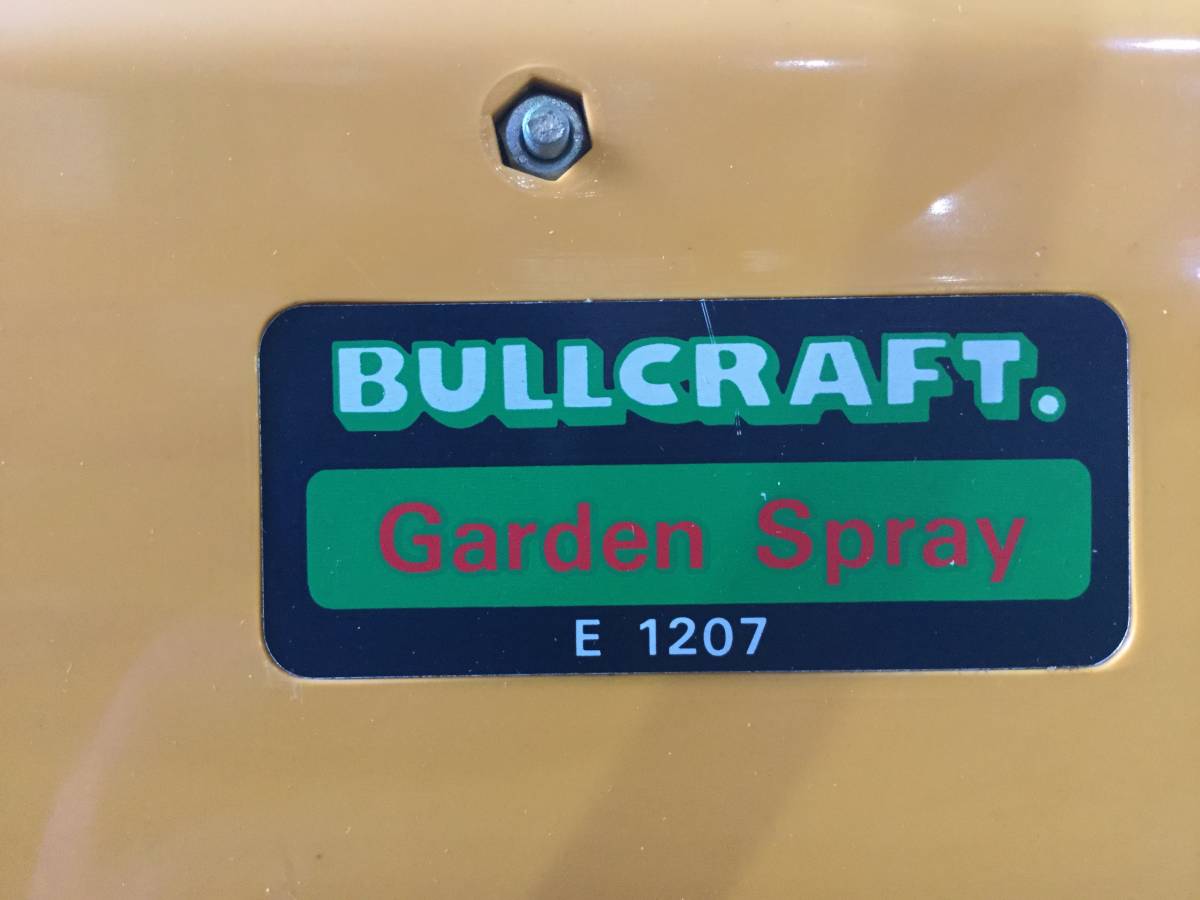 BULLCRAFT.
Garden Spray
E 1207